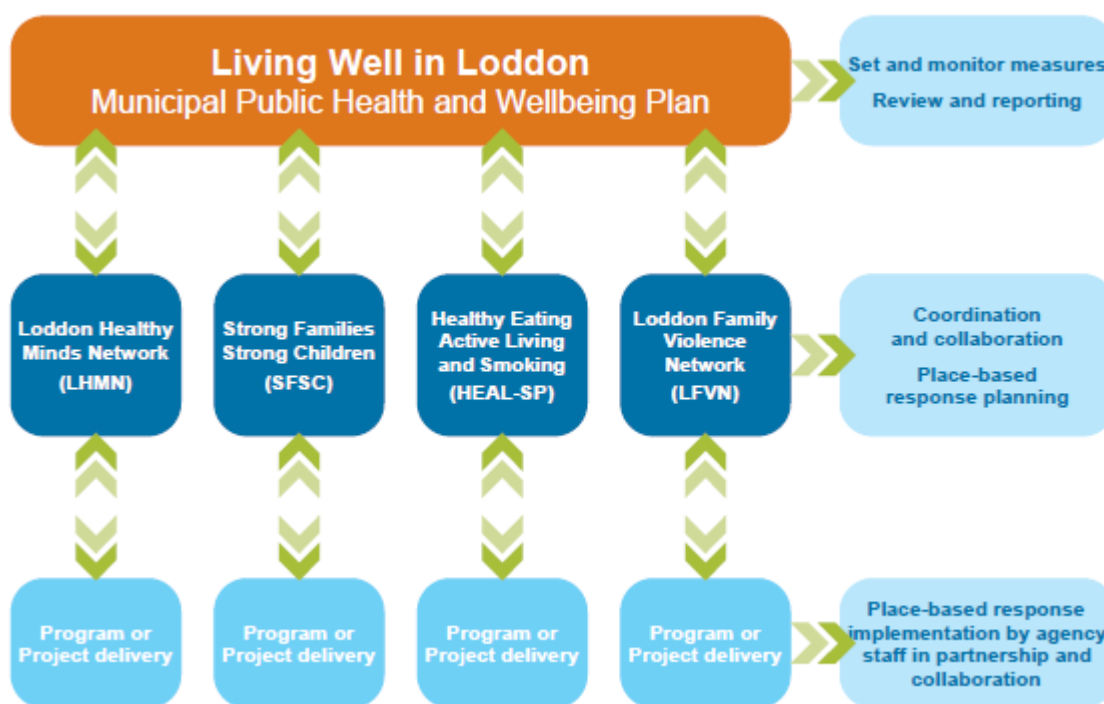 Living Well in Loddon
Municipal Public Health and Wellbeing Plan
Set and monitor measures
Review and reporting
Loddon Healthy
Minds Network
(LHMN)
Strong Families
Strong Children
(SFSC)
Healthy Eating
Active Living
and Smoking
(HEAL-SP)
Loddon Family
Violence
Network
(LFVN)
Coordination
and collaboration
Place-based
response planning
Program or
Project delivery
Program or
Project delivery
Program or
Project delivery
Program or
Project delivery
Place-based response
implementation by agency
staff in partnership and
collaboration